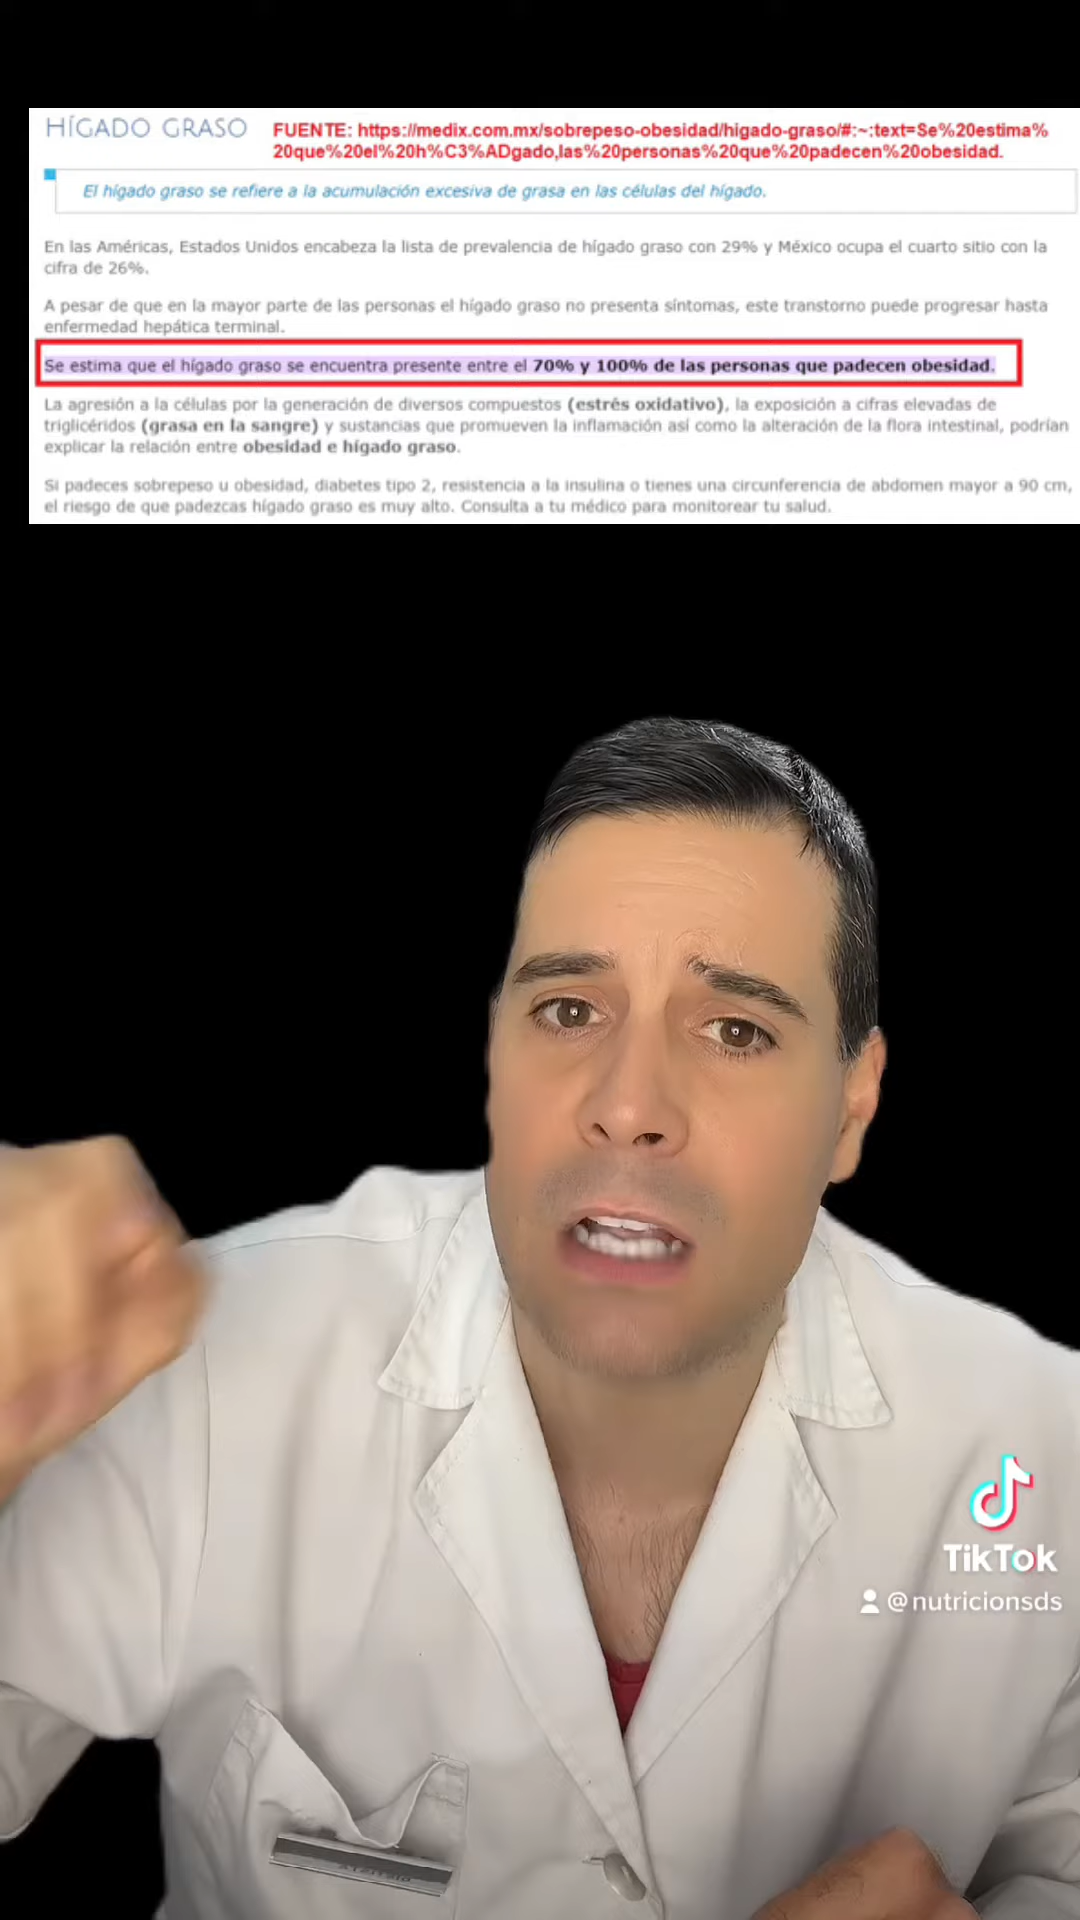 HÍGADO GRASO
FUENTE: https://medix.com.mx/sobrepeso-obesidad/higado-graso/#:~:text=Se%20estima%
20que%20el%20h%C3%ADgado,las%20personas%20que%20padecen%20obesidad.
El hígado graso se refiere a la acumulación excesiva de grasa en las células del hígado.
En las Américas, Estados Unidos encabeza la lista de prevalencia de hígado graso con 29% y México ocupa el cuarto sitio con la
cifra de 26%.
A pesar de que en la mayor parte de las personas el hígado graso no presenta síntomas, este transtorno puede progresar hasta
enfermedad hepática terminal.
Se estima que el hígado graso se encuentra presente entre el 70% y 100% de las personas que padecen obesidad.
La agresión a la células por la generación de diversos compuestos (estrés oxidativo), la exposición a cifras elevadas de
triglicéridos (grasa en la sangre) y sustancias que promueven la inflamación así como la alteración de la flora intestinal, podrían
explicar la relación entre obesidad e hígado graso.
Si padeces sobrepeso u obesidad, diabetes tipo 2, resistencia a la insulina o tienes una circunferencia de abdomen mayor a 90 cm,
el riesgo de que padezcas hígado graso es muy alto. Consulta a tu médico para monitorear tu salud.
TikTok
@nutricionsds